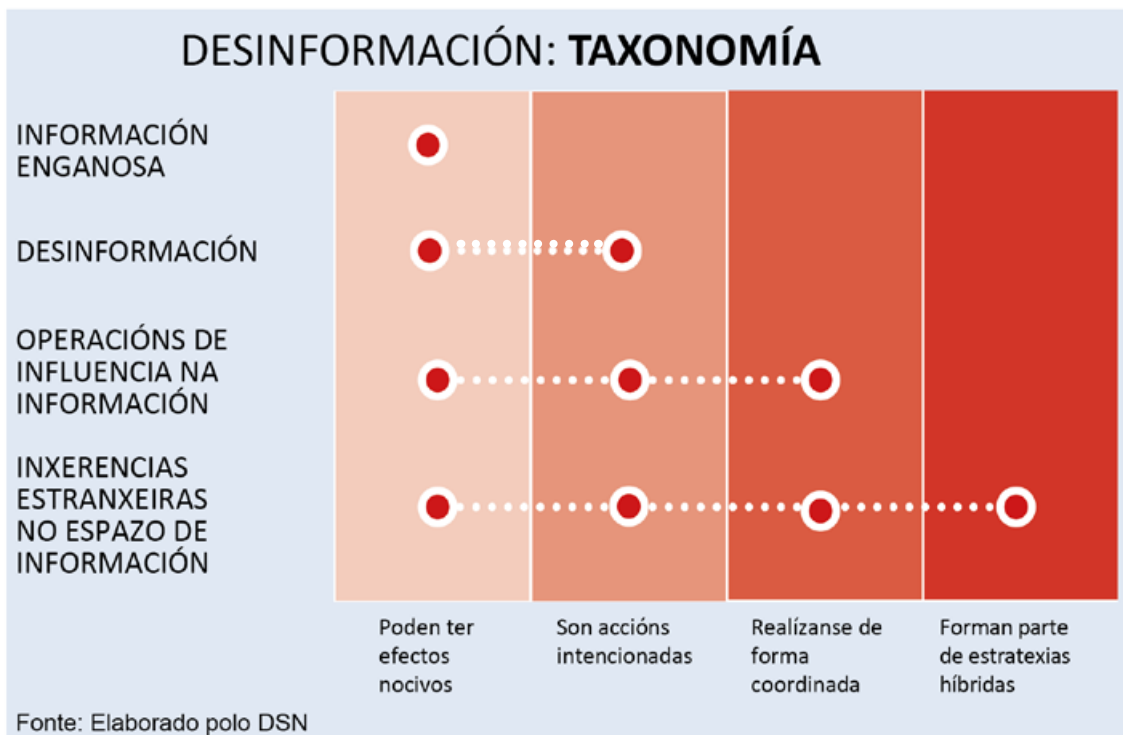 DESINFORMACIÓN: TAXONOMÍA
INFORMACIÓN
ENGANOSA
DESINFORMACIÓN
OPERACIÓNS DE
INFLUENCIA NA
INFORMACIÓN
INXERENCIAS
ESTRANXEIRAS
NO ESPAZO DE
INFORMACIÓN
Poden ter
efectos
nocivos
Son accións
intencionadas
Realízanse de
forma
coordinada
Forman parte
de estratexias
híbridas
Fonte: Elaborado polo DSN